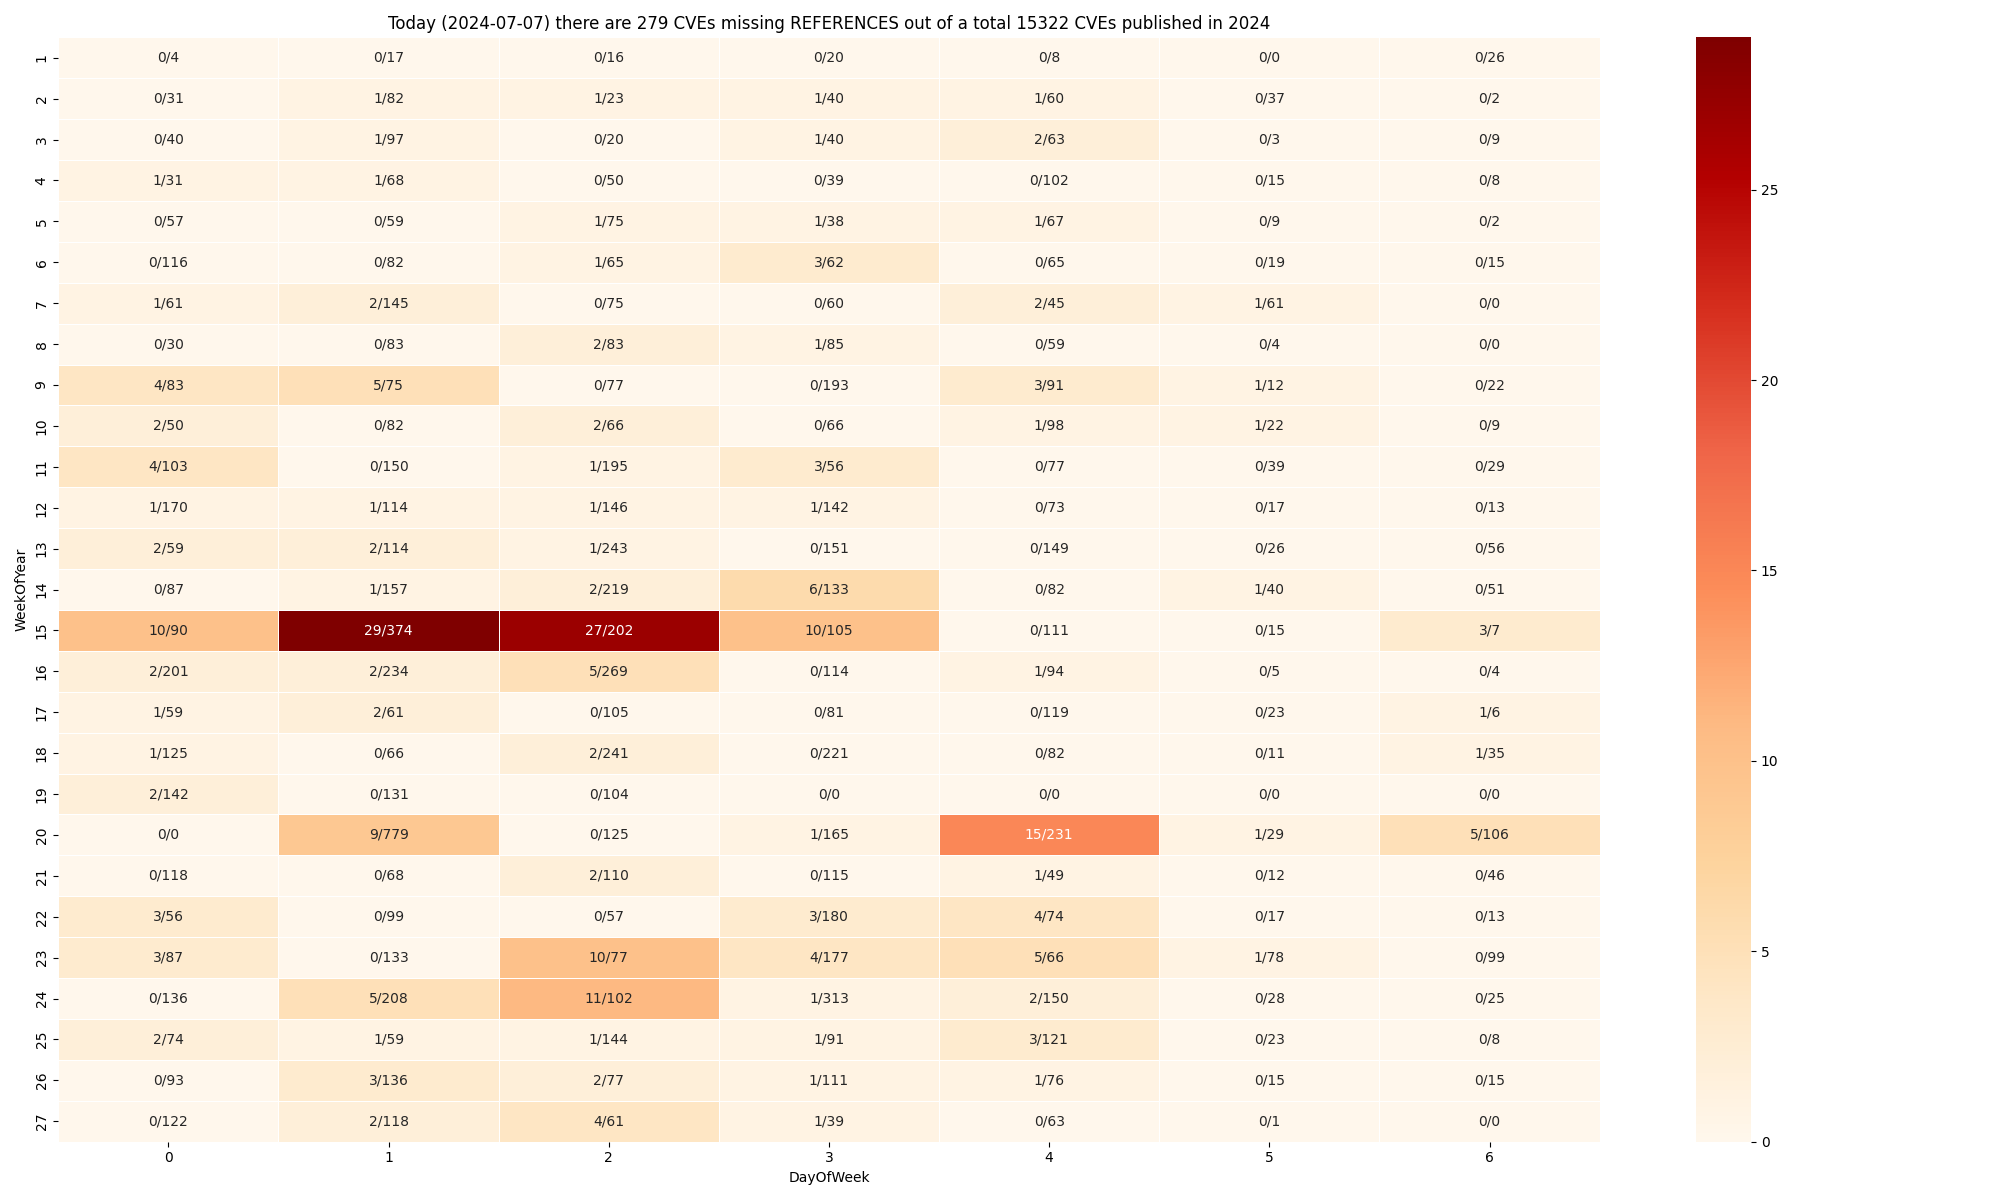 Today (2024-07-07) there are 279 CVEs missing REFERENCES out of a total 15322 CVEs published in 2024
1 0/4 0/17 0/16 0/20 0/8 0/0 0/26
2 0/31 1/82 1/23 1/40 1/60 0/37 0/2
3 0/40 1/97 0/20 1/40 2/63 0/3 0/9
4 1/31 1/68 0/50 0/39 0/102 0/15 0/8
5 0/57 0/59 1/75 1/38 1/67 0/9 0/2
6 0/116 0/82 1/65 3/62 0/65 0/19 0/15
7 1/61 2/145 0/75 0/60 2/45 1/61 0/0
8 0/30 0/83 2/83 1/85 0/59 0/4 0/0
9 4/83 5/75 0/77 0/193 3/91 1/12 0/22
10 2/50 0/82 2/66 0/66 1/98 1/22 0/9
11 4/103 0/150 1/195 3/56 0/77 0/39 0/29
12 1/170 1/114 1/146 1/142 0/73 0/17 0/13
13 2/59 2/114 1/243 0/151 0/149 0/26 0/56
14 0/87 1/157 2/219 6/133 0/82 1/40 0/51
15 10/90 29/374 27/202 10/105 0/111 0/15 3/7
16 2/201 2/234 5/269 0/114 1/94 0/5 0/4
17 1/59 2/61 0/105 0/81 0/119 0/23 1/6
18 1/125 0/66 2/241 0/221 0/82 0/11 1/35
19 2/142 0/131 0/104 0/0 0/0 0/0 0/0
20 0/0 9/779 0/125 1/165 15/231 1/29 5/106
21 0/118 0/68 2/110 0/115 1/49 0/12 0/46
22 3/56 0/99 0/57 3/180 4/74 0/17 0/13
23 3/87 0/133 10/77 4/177 5/66 1/78 0/99
24 0/136 5/208 11/102 1/313 2/150 0/28 0/25
25 2/74 1/59 1/144 1/91 3/121 0/23 0/8
26 0/93 3/136 2/77 1/111 1/76 0/15 0/15
27 0/122 2/118 4/61 1/39 0/63 0/1 0/0
0 1 2 3 4 5 6
DayOfWeek
WeekOfYear
25
20
15
10
5
0